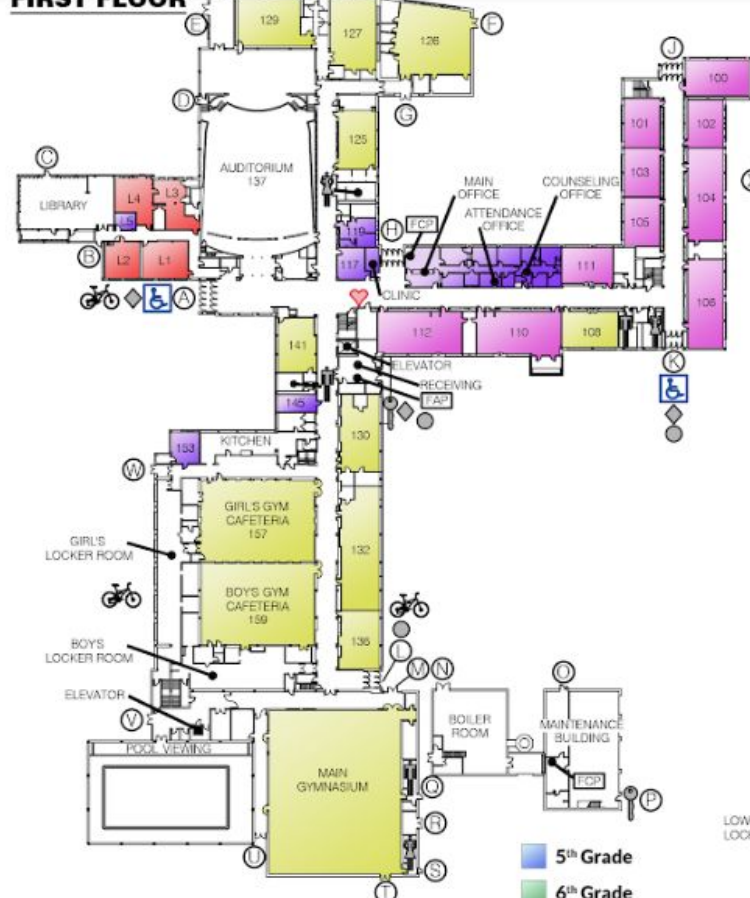 FIRST FLOOR
E
129
127
126
F
J
100
D
G
101
102
125
C
AUDITORIUM
137
MAIN
OFFICE
COUNSELING
OFFICE
103
104
LIBRARY
L4
L3
ATTENDANCE
OFFICE
L5
119
H
FCP
105
B
L2
L1
117
111
106
A
CLINIC
112
110
108
141
K
ELEVATOR
RECEIVING
FAP
145
130
153
KITCHEN
W
GIRL'S GYM
CAFETERIA
157
GIRL'S
LOCKER ROOM
132
BOY'S GYM
CAFETERIA
159
136
BOYS
LOCKER ROOM
L
M
N
O
ELEVATOR
V
BOILER
ROOM
MAINTENANCE
BUILDING
POOL VIEWING
MAIN
GYMNASIUM
FCP
Q
P
R
LOW
LOC
U
S
5th Grade
T
6th Grade